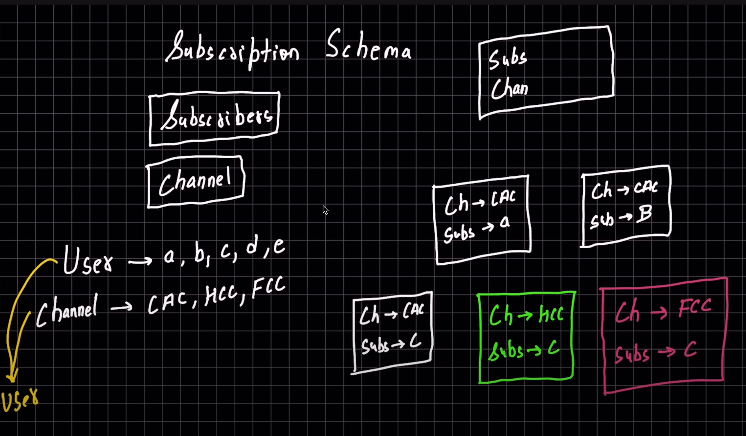 Subscription Schema
Subscribers
Channel
Subs
Chan
User → a, b, c, d, e
Channel → CAC, HCC, FCC
User
Ch → CAC
Subs → a
Ch → CAC
Sub → B
Ch → CAC
Subs → C
Ch → HCC
Subs → C
Ch → FCC
Subs → C